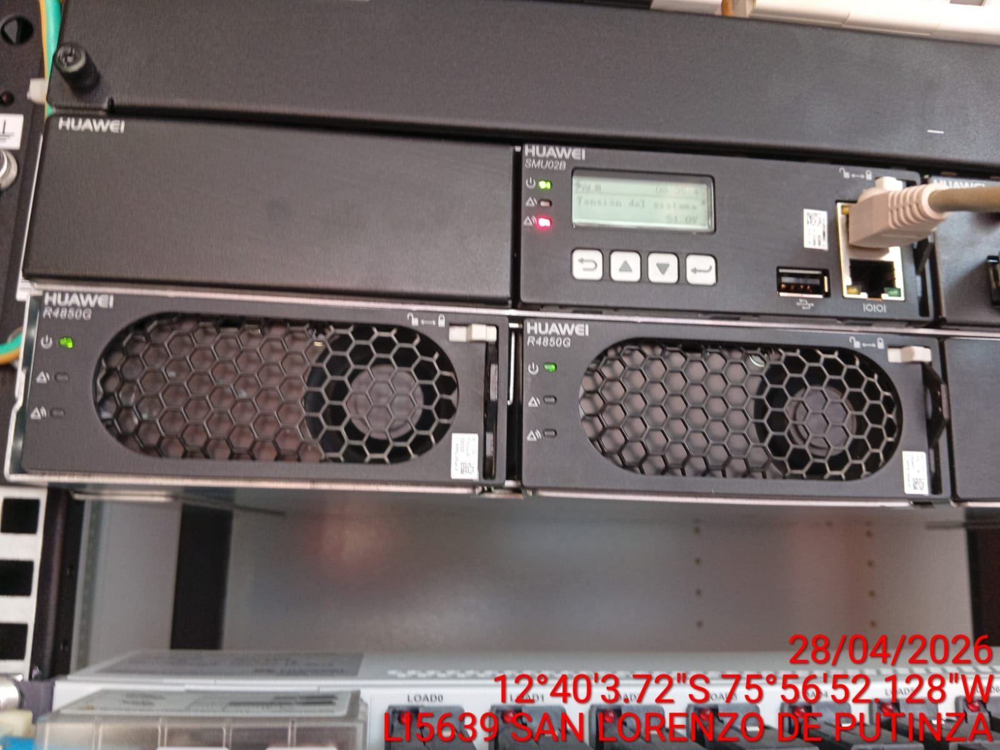 HUAWEI
HUAWEI
SMU02B
HUAWEI
Tensión del sistema
51.0V
HUAWEI
R4850G
HUAWEI
R4850G
LOAD0
LOAD1
28/04/2026
12°40'3.72"S 75°56'52.128"W
LI5639 SAN LORENZO DE PUTINZA